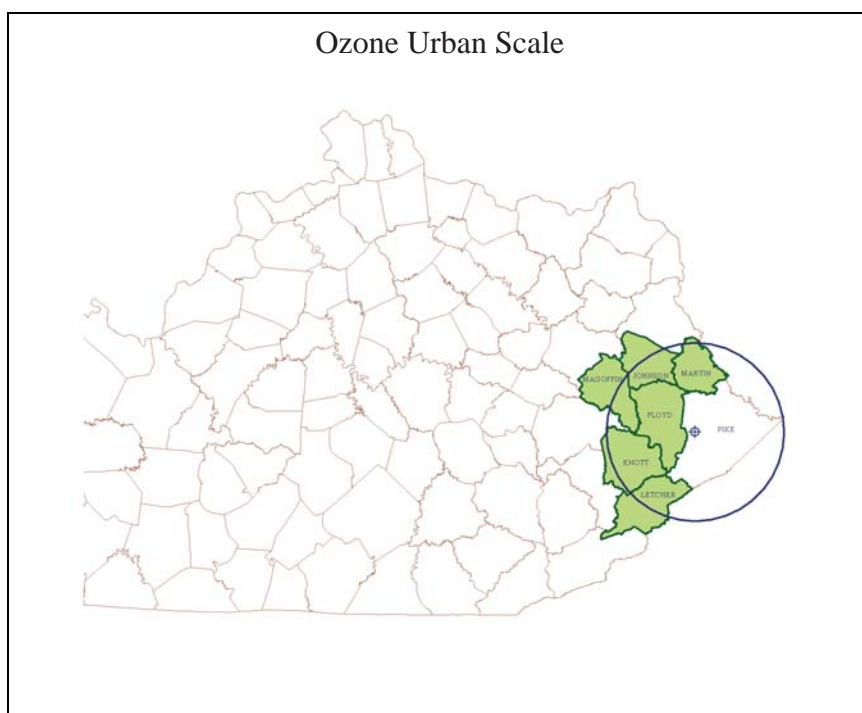 Ozone Urban Scale
MAGOFFIN
JOHNSON
MARTIN
FLOYD
PIKE
KNOTT
LETCHER